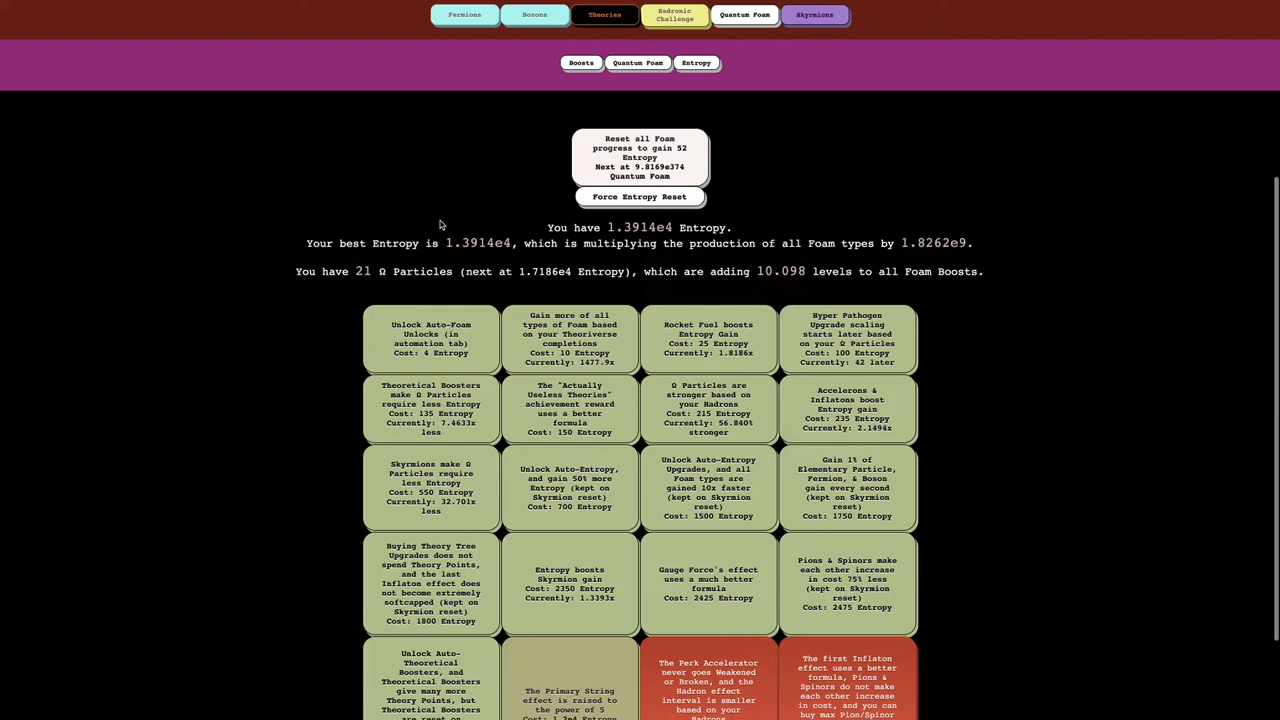 Fermions
Bosons
Theories
Hadronic
Challenge
Quantum Foam
Skyrmions
Boosts
Quantum Foam
Entropy
Reset all Foam
progress to gain 52
Entropy
Next at 9.8169e374
Quantum Foam
Force Entropy Reset
You have 1.3914e4 Entropy.
Your best Entropy is 1.3914e4, which is multiplying the production of all Foam types by 1.8262e9.
You have 21 Ω Particles (next at 1.7186e4 Entropy), which are adding 10.098 levels to all Foam Boosts.
Unlock Auto-Foam
Unlocks (in
automation tab)
Cost: 4 Entropy
Gain more of all
types of Foam based
on your Theoriverse
completions
Cost: 10 Entropy
Currently: 1477.9x
Rocket Fuel boosts
Entropy Gain
Cost: 25 Entropy
Currently: 1.8186x
Hyper Pathogen
Upgrade scaling
starts later based
on your Ω Particles
Cost: 100 Entropy
Currently: 42 later
Theoretical Boosters
make Ω Particles
require less Entropy
Cost: 135 Entropy
Currently: 7.4633x
less
The "Actually
Useless Theories"
achievement reward
uses a better
formula
Cost: 150 Entropy
Ω Particles are
stronger based on
your Hadrons
Cost: 215 Entropy
Currently: 56.840%
stronger
Accelerons &
Inflatons boost
Entropy gain
Cost: 235 Entropy
Currently: 2.1494x
Skyrmions make Ω
Particles require
less Entropy
Cost: 550 Entropy
Currently: 32.701x
less
Unlock Auto-Entropy,
and gain 50% more
Entropy (kept on
Skyrmion reset)
Cost: 700 Entropy
Unlock Auto-Entropy
Upgrades, and all
Foam types are
gained 10x faster
(kept on Skyrmion
reset)
Cost: 1500 Entropy
Gain 1% of
Elementary Particle,
Fermion, & Boson
gain every second
(kept on Skyrmion
reset)
Cost: 1750 Entropy
Buying Theory Tree
Upgrades does not
spend Theory Points,
and the last
Inflaton effect does
not become extremely
softcapped (kept on
Skyrmion reset)
Cost: 1800 Entropy
Entropy boosts
Skyrmion gain
Cost: 2350 Entropy
Currently: 1.3393x
Gauge Force's effect
uses a much better
formula
Cost: 2425 Entropy
Pions & Spinors make
each other increase
in cost 75% less
(kept on Skyrmion
reset)
Cost: 2475 Entropy
Unlock Auto-
Theoretical
Boosters, and
Theoretical Boosters
give many more
Theory Points, but
Theoretical Boosters
are reset on
The Primary String
effect is raised to
the power of 5
Cost: 1.2e4 Entropy
The Perk Accelerator
never goes Weakened
or Broken, and the
Hadron effect
interval is smaller
based on your
Hadrons
The first Inflaton
effect uses a better
formula, Pions &
Spinors do not make
each other increase
in cost, and you can
buy max Pion/Spinor